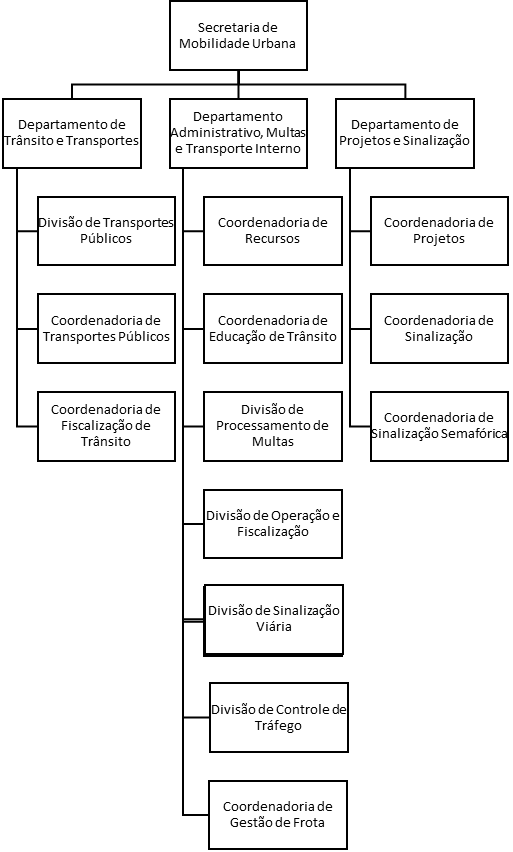 Secretaria de
Mobilidade Urbana
Departamento de
Trânsito e Transportes
Departamento
Administrativo, Multas
e Transporte Interno
Departamento de
Projetos e Sinalização
Divisão de Transportes
Públicos
Coordenadoria de
Transportes Públicos
Coordenadoria de
Fiscalização de
Trânsito
Coordenadoria de
Recursos
Coordenadoria de
Educação de Trânsito
Divisão de
Processamento de
Multas
Divisão de Operação e
Fiscalização
Divisão de Sinalização
Viária
Divisão de Controle de
Tráfego
Coordenadoria de
Gestão de Frota
Coordenadoria de
Projetos
Coordenadoria de
Sinalização
Coordenadoria de
Sinalização Semafórica